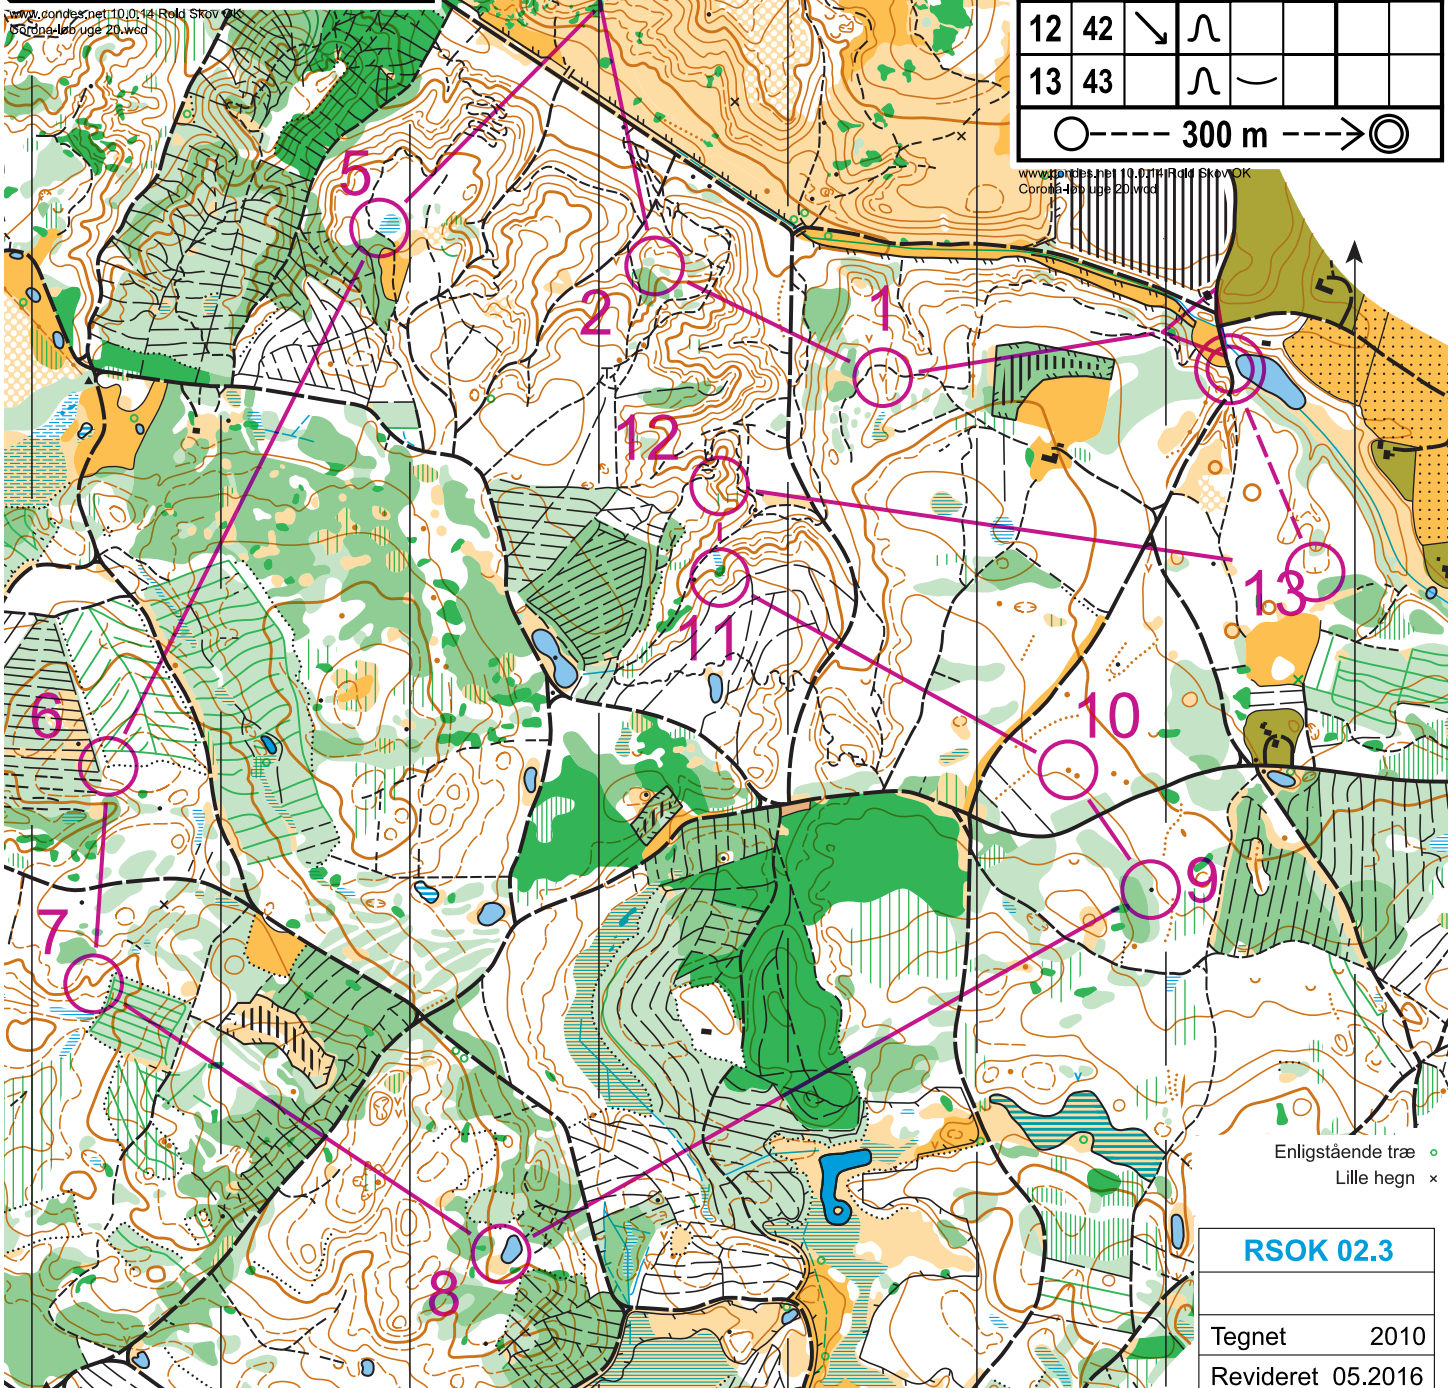 www.condes.net 10.0.14 Rold Skov OK
Corona-løb uge 20.wcd
12 42
13 43
300 m
www.condes.net 10.0.14 Rold Skov OK
Corona-løb uge 20.wcd
5
2
1
12
11
13
6
10
9
7
8
Enligstående træ
Lille hegn ×
RSOK 02.3
Tegnet 2010
Revideret 05.2016